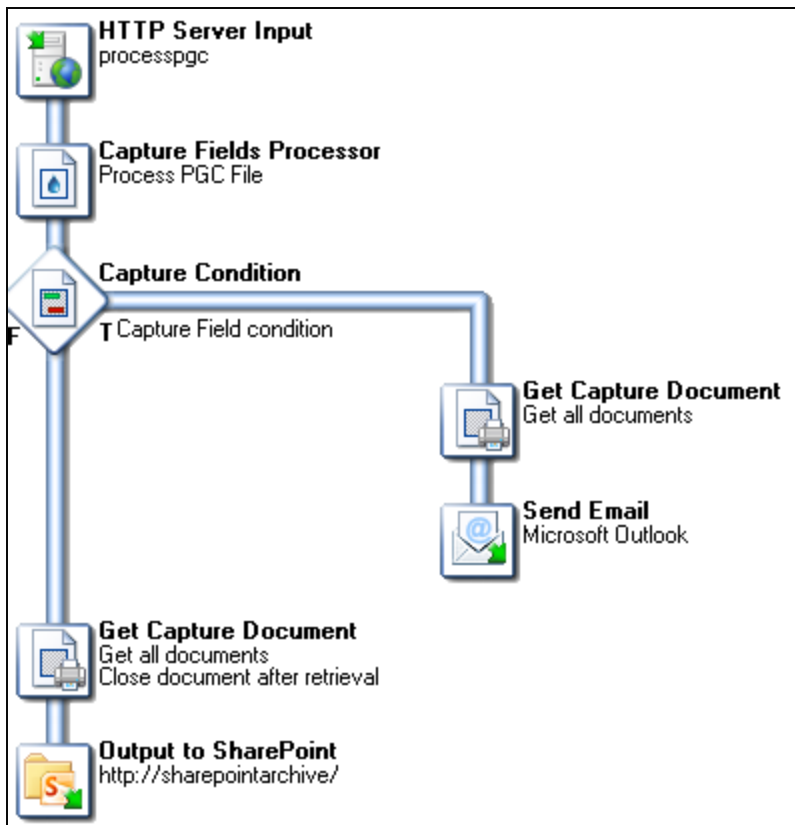 HTTP Server Input
processpgc
Capture Fields Processor
Process PGC File
Capture Condition
F
T Capture Field condition
Get Capture Document
Get all documents
Send Email
@
Microsoft Outlook
Get Capture Document
Get all documents
Close document after retrieval
Output to SharePoint
http://sharepointarchive/
S